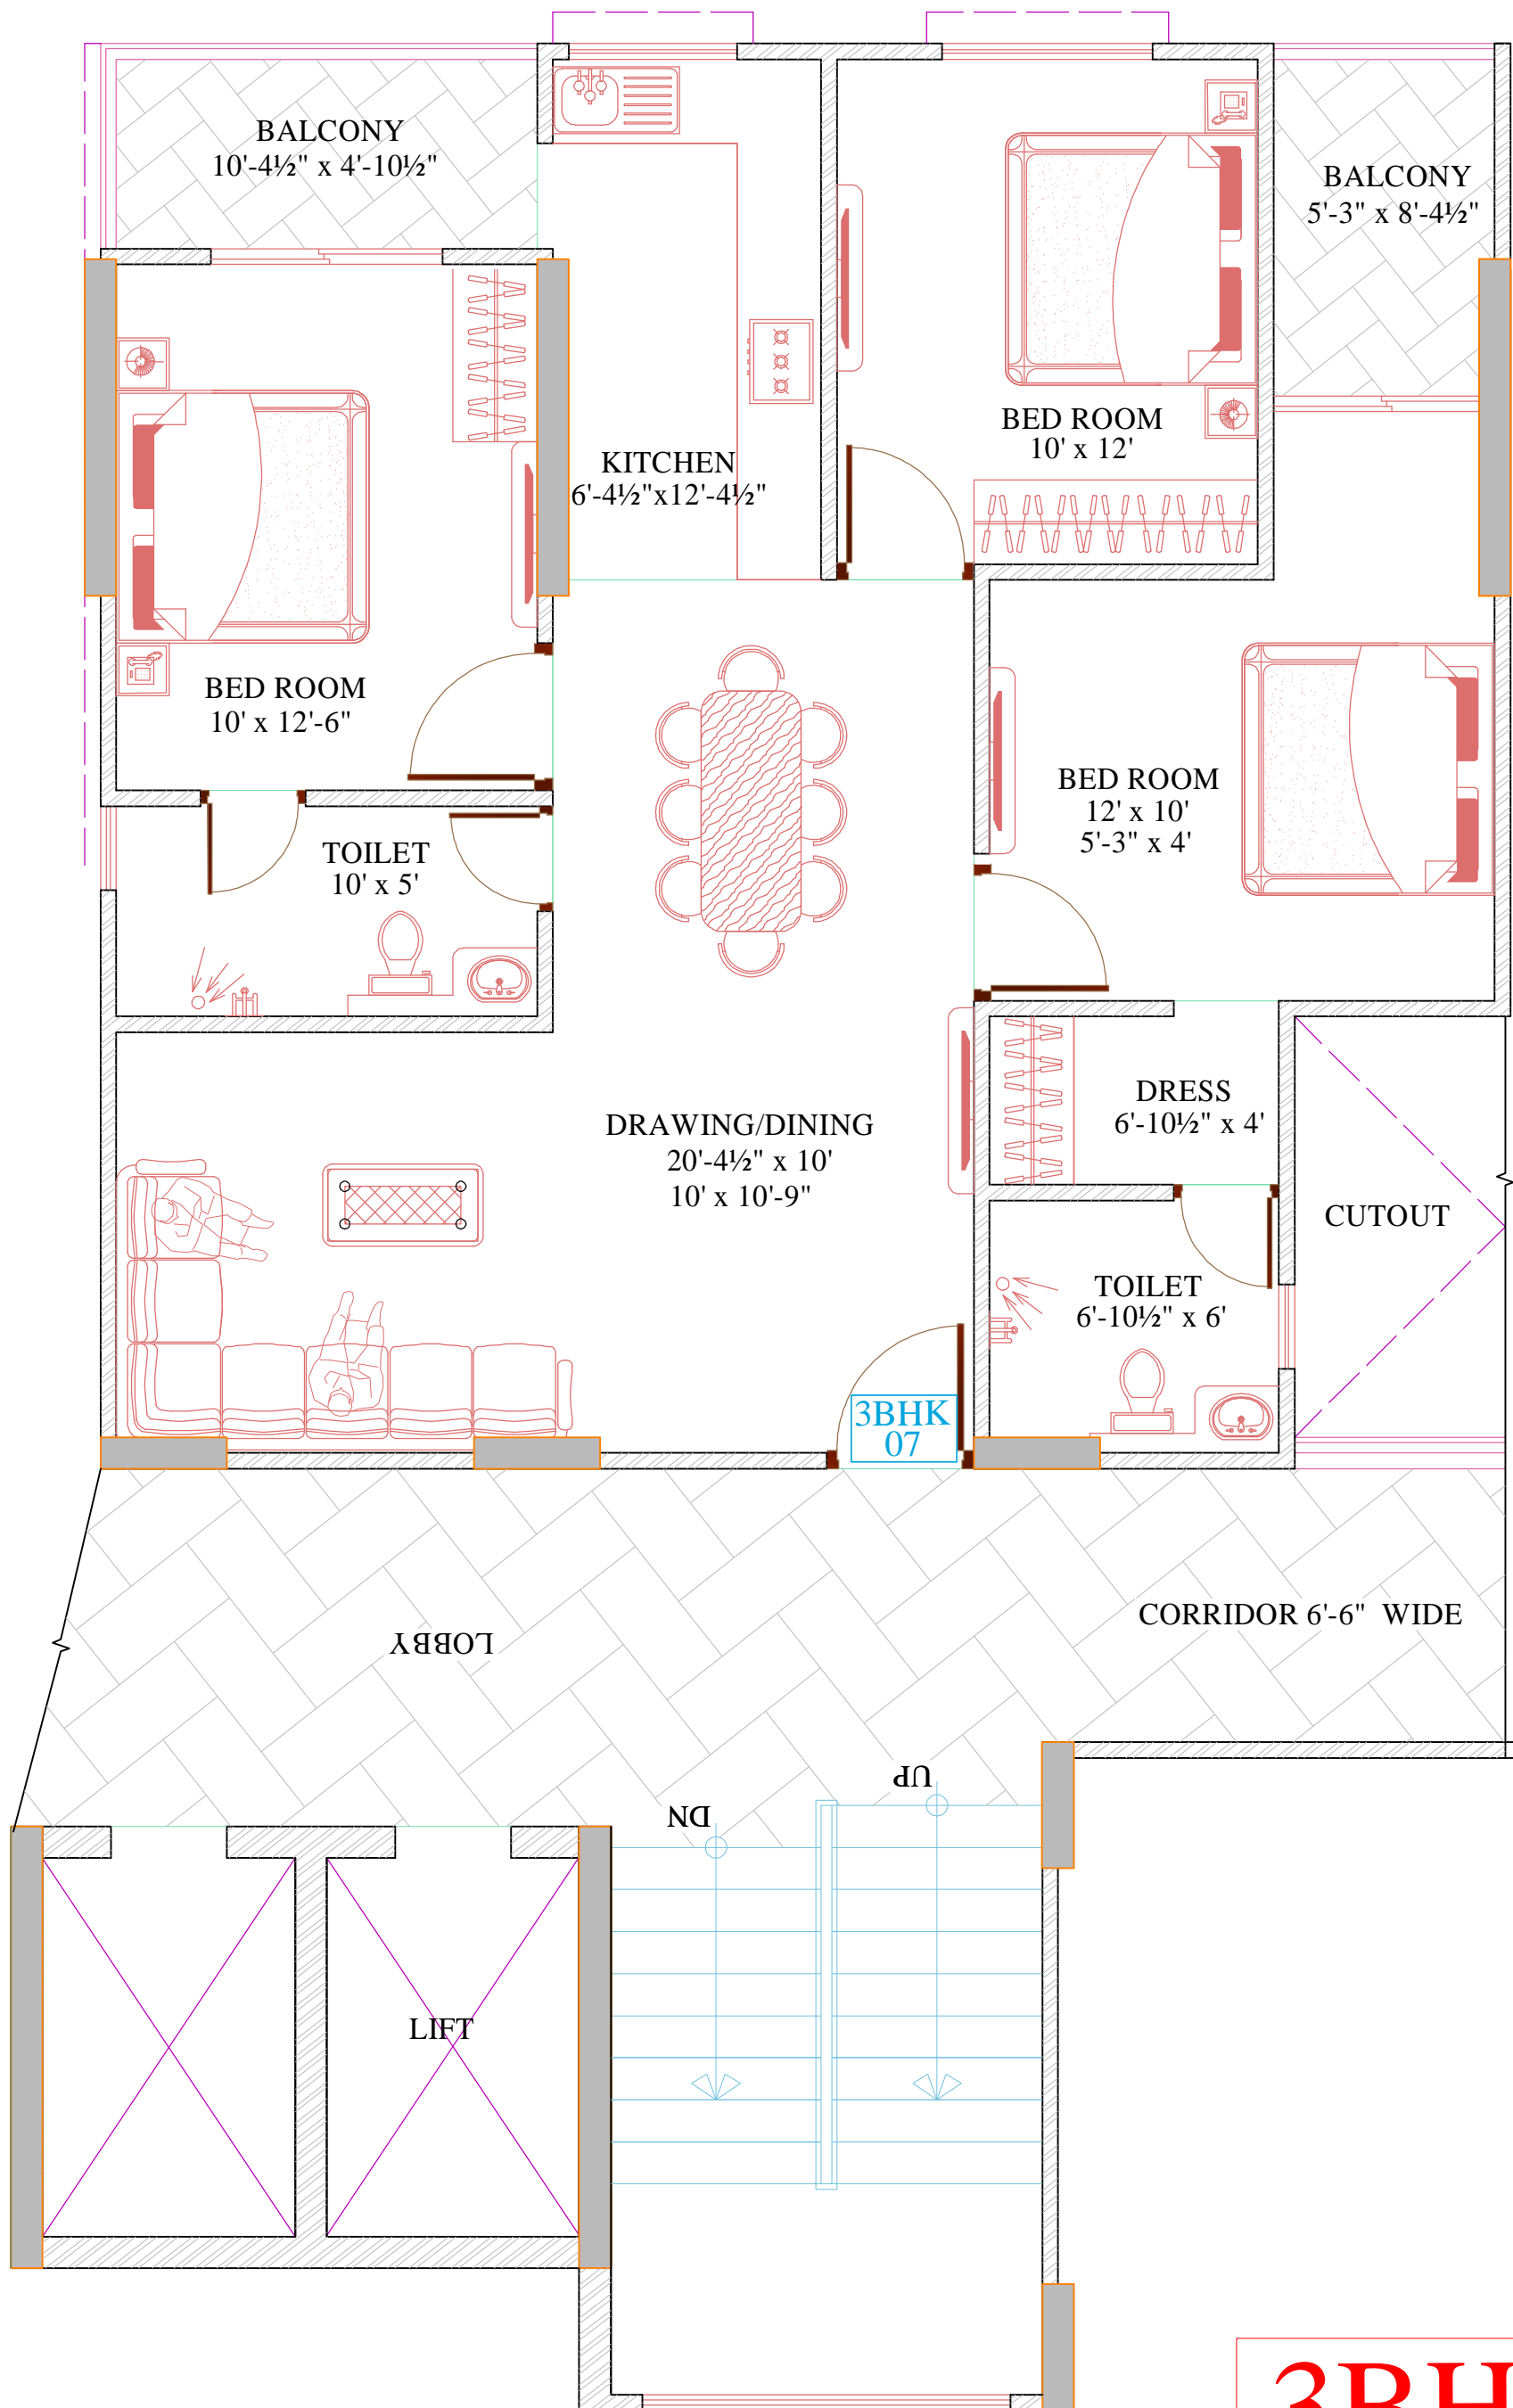 BALCONY
10'-4½" x 4'-10½"
BALCONY
5'-3" x 8'-4½"
BED ROOM
10' x 12'
KITCHEN
6'-4½"x12'-4½"
BED ROOM
10' x 12'-6"
BED ROOM
12' x 10'
5'-3" x 4'
TOILET
10' x 5'
DRESS
6'-10½" x 4'
DRAWING/DINING
20'-4½" x 10'
10' x 10'-9"
CUTOUT
TOILET
6'-10½" x 6'
3BHK
07
CORRIDOR 6'-6" WIDE
LOBBY
UP
DN
LIFT
3BH